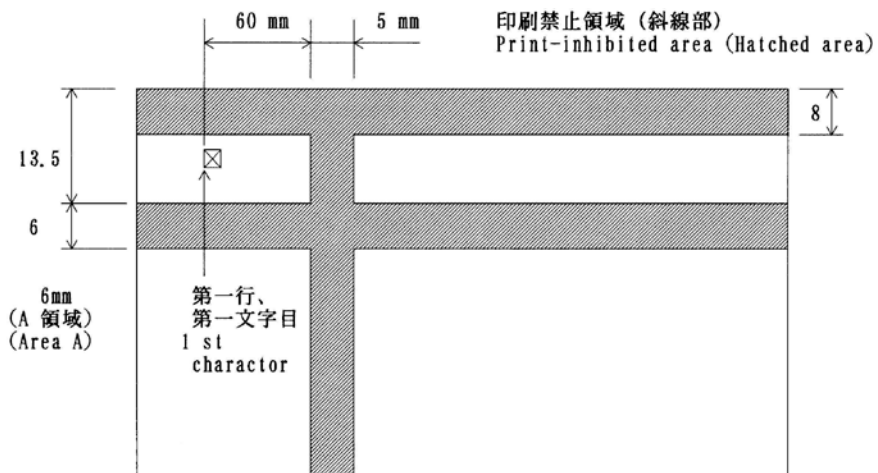 60 mm
5 mm
印刷禁止領域 (斜線部)
Print-inhibited area (Hatched area)
8
13.5
6
6mm
(A 領域)
(Area A)
第一行、
第一文字目
1 st
charactor